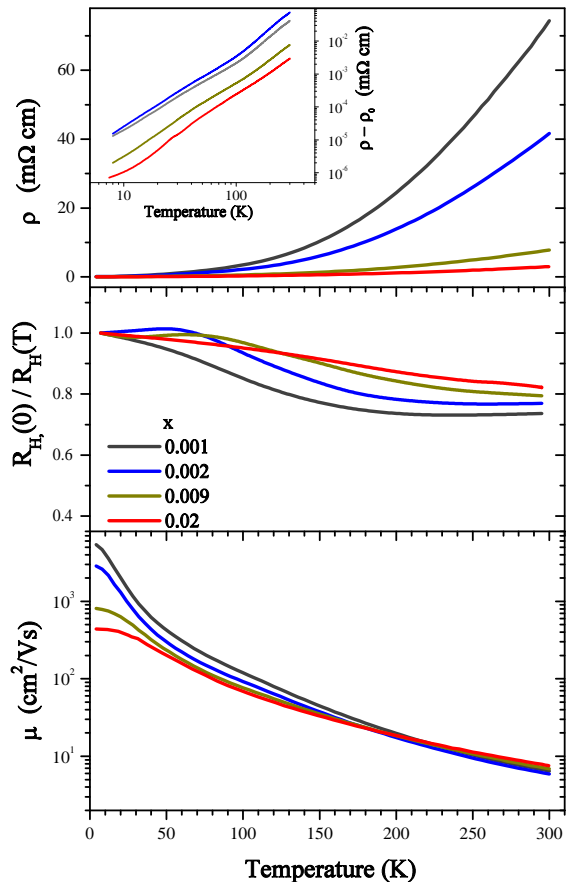 10⁻²
10⁻³
10⁻⁴
10⁻⁵
10⁻⁶
ρ − ρ₀ (mΩ cm)
10
100
Temperature (K)
60
40
20
0
ρ (mΩ cm)
1.0
0.8
0.6
0.4
R_H,(0) / R_H(T)
x
0.001
0.002
0.009
0.02
10³
10²
10¹
μ (cm²/Vs)
0 50 100 150 200 250 300
Temperature (K)